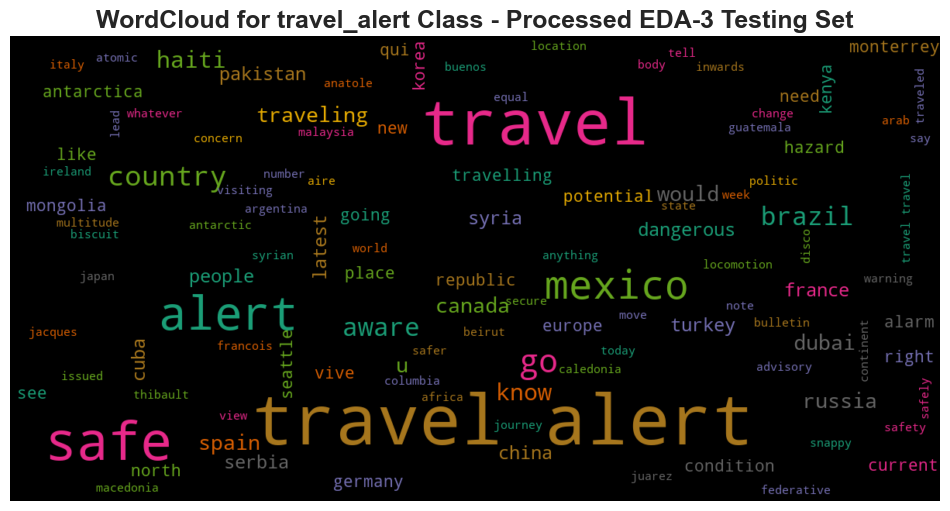 WordCloud for travel_alert Class - Processed EDA-3 Testing Set
location
monterrey
qui
tell
haiti
atomic
italy
korea
body
buenos
inwards
pakistan
anatole
kenya
traveled
antarctica
need
equal
travel
traveling
whatever
change
lead
new
arab
malaysia
guatemala
concern
say
hazard
like
ireland
country
number
aire
travelling
politic
visiting
potential
would
week
travel travel
mongolia
argentina
state
brazil
multitude
antarctic
going
syria
dangerous
biscuit
latest
world
disco
syrian
anything
locomotion
japan
people
place
republic
mexico
warning
france
canada
secure
alert
aware
note
move
jacques
beirut
europe
turkey
bulletin
alarm
francois
safer
today
dubai
continent
cuba
seattle
right
u
go
caledonia
advisory
issued
vive
columbia
see
thibault
africa
know
russia
safely
view
travel alert
journey
safety
safe
spain
snappy
china
north
serbia
condition
current
juarez
macedonia
germany
federative